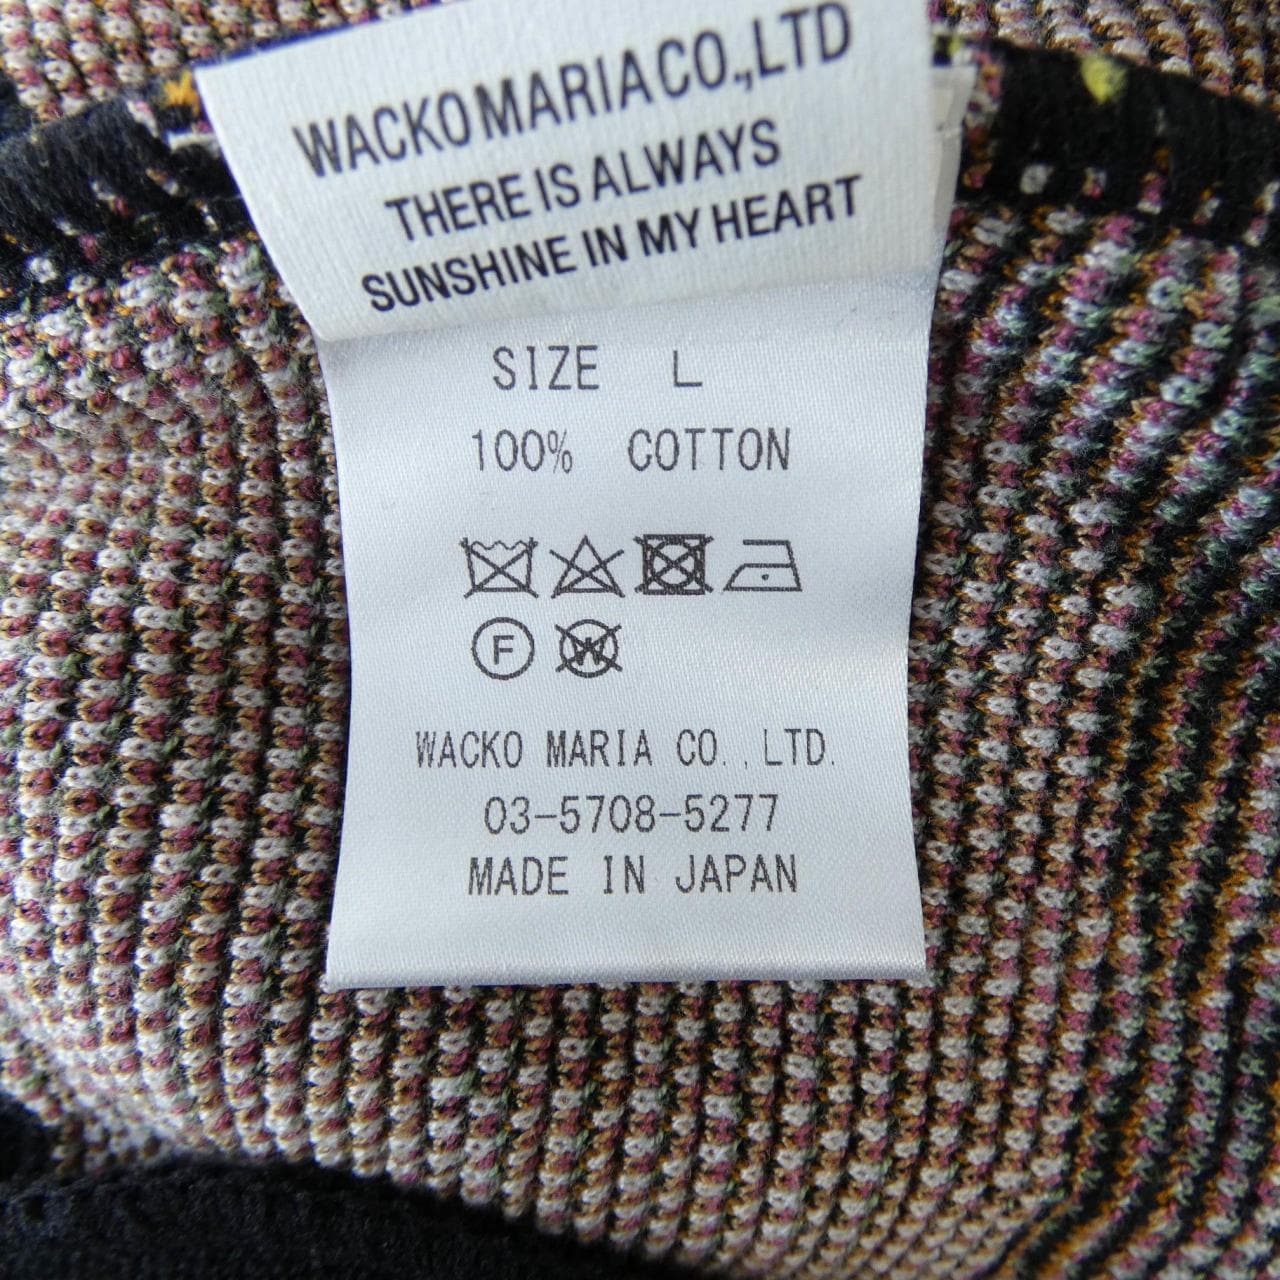 WACKO MARIA CO.,LTD
THERE IS ALWAYS
SUNSHINE IN MY HEART
SIZE L
100% COTTON
F W
WACKO MARIA CO.,LTD.
03-5708-5277
MADE IN JAPAN